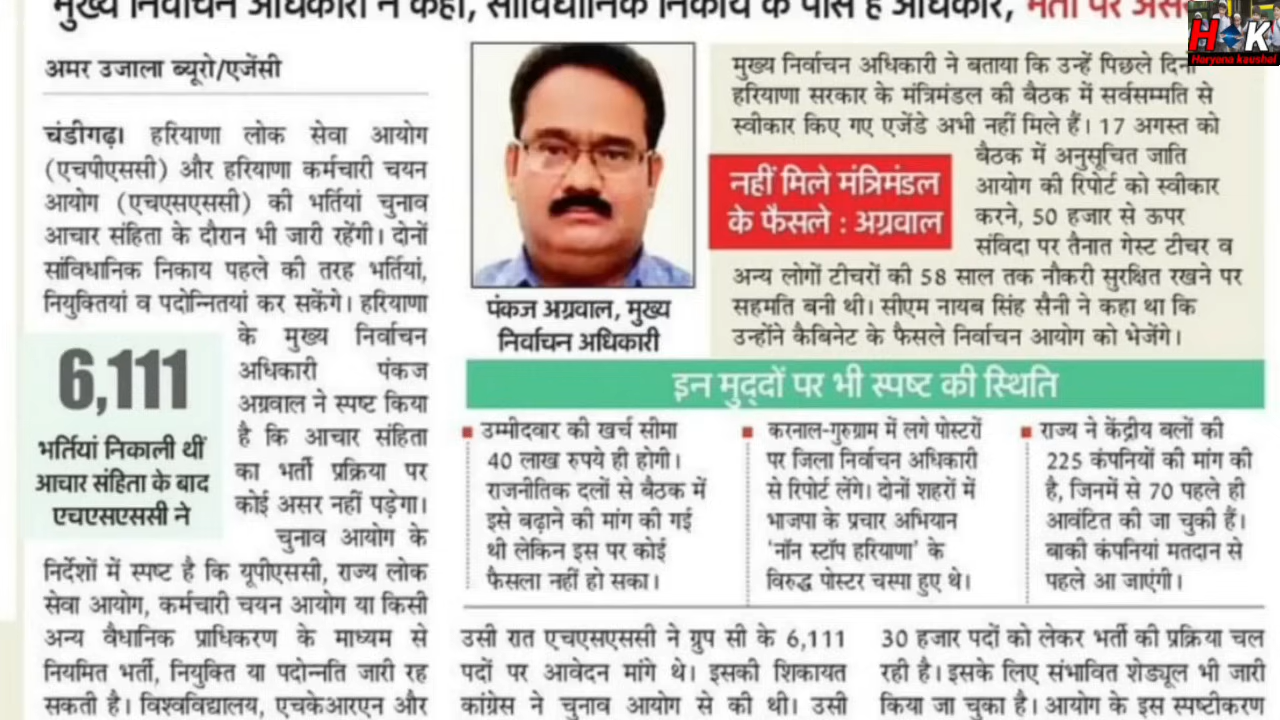 मुख्य निर्वाचन अधिकारी ने कहा, सांविधानिक निकाय के पास है अधिकार,
H K
Haryana kaushal
अमर उजाला ब्यूरो/एजेंसी
चंडीगढ़। हरियाणा लोक सेवा आयोग
(एचपीएससी) और हरियाणा कर्मचारी चयन
आयोग (एचएसएससी) की भर्तियां चुनाव
आचार संहिता के दौरान भी जारी रहेंगी। दोनों
सांविधानिक निकाय पहले की तरह भर्तियां,
नियुक्तियां व पदोन्नितयां कर सकेंगे। हरियाणा
के मुख्य निर्वाचन
अधिकारी पंकज
अग्रवाल ने स्पष्ट किया
है कि आचार संहिता
का भर्ती प्रक्रिया पर
कोई असर नहीं पड़ेगा।
चुनाव आयोग के
निर्देशों में स्पष्ट है कि यूपीएससी, राज्य लोक
सेवा आयोग, कर्मचारी चयन आयोग या किसी
अन्य वैधानिक प्राधिकरण के माध्यम से
नियमित भर्ती, नियुक्ति या पदोन्नति जारी रह
सकती है। विश्वविद्यालय, एचकेआरएन और
6,111
भर्तियां निकाली थीं
आचार संहिता के बाद
एचएसएससी ने
पंकज अग्रवाल, मुख्य
निर्वाचन अधिकारी
मुख्य निर्वाचन अधिकारी ने बताया कि उन्हें पिछले दिनों
हरियाणा सरकार के मंत्रिमंडल की बैठक में सर्वसम्मति से
स्वीकार किए गए एजेंडे अभी नहीं मिले हैं। 17 अगस्त को
बैठक में अनुसूचित जाति
आयोग की रिपोर्ट को स्वीकार
करने, 50 हजार से ऊपर
संविदा पर तैनात गेस्ट टीचर व
अन्य लोगों टीचरों की 58 साल तक नौकरी सुरक्षित रखने पर
सहमति बनी थी। सीएम नायब सिंह सैनी ने कहा था कि
उन्होंने कैबिनेट के फैसले निर्वाचन आयोग को भेजेंगे।
नहीं मिले मंत्रिमंडल
के फैसले : अग्रवाल
इन मुद्दों पर भी स्पष्ट की स्थिति
उम्मीदवार की खर्च सीमा
40 लाख रुपये ही होगी।
राजनीतिक दलों से बैठक में
इसे बढ़ाने की मांग की गई
थी लेकिन इस पर कोई
फैसला नहीं हो सका।
करनाल-गुरुग्राम में लगे पोस्टरों
पर जिला निर्वाचन अधिकारी
से रिपोर्ट लेंगे। दोनों शहरों में
भाजपा के प्रचार अभियान
'नॉन स्टॉप हरियाणा' के
विरुद्ध पोस्टर चस्पा हुए थे।
राज्य ने केंद्रीय बलों की
225 कंपनियों की मांग की
है, जिनमें से 70 पहले ही
आवंटित की जा चुकी हैं।
बाकी कंपनियां मतदान से
पहले आ जाएंगी।
उसी रात एचएसएससी ने ग्रुप सी के 6,111
पदों पर आवेदन मांगे थे। इसकी शिकायत
कांग्रेस ने चुनाव आयोग से की थी। उसी
30 हजार पदों को लेकर भर्ती की प्रक्रिया चल
रही है। इसके लिए संभावित शेड्यूल भी जारी
किया जा चुका है। आयोग के इस स्पष्टीकरण